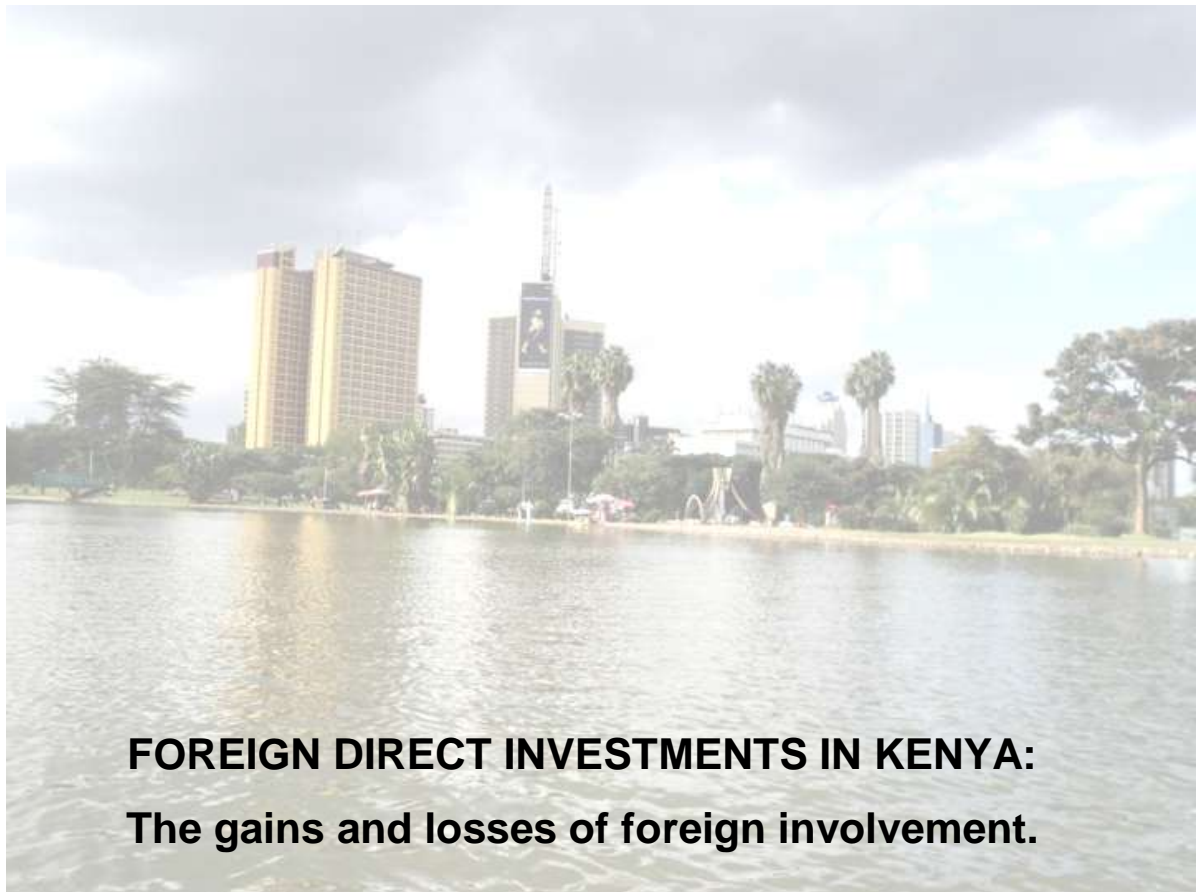 FOREIGN DIRECT INVESTMENTS IN KENYA:
The gains and losses of foreign involvement.